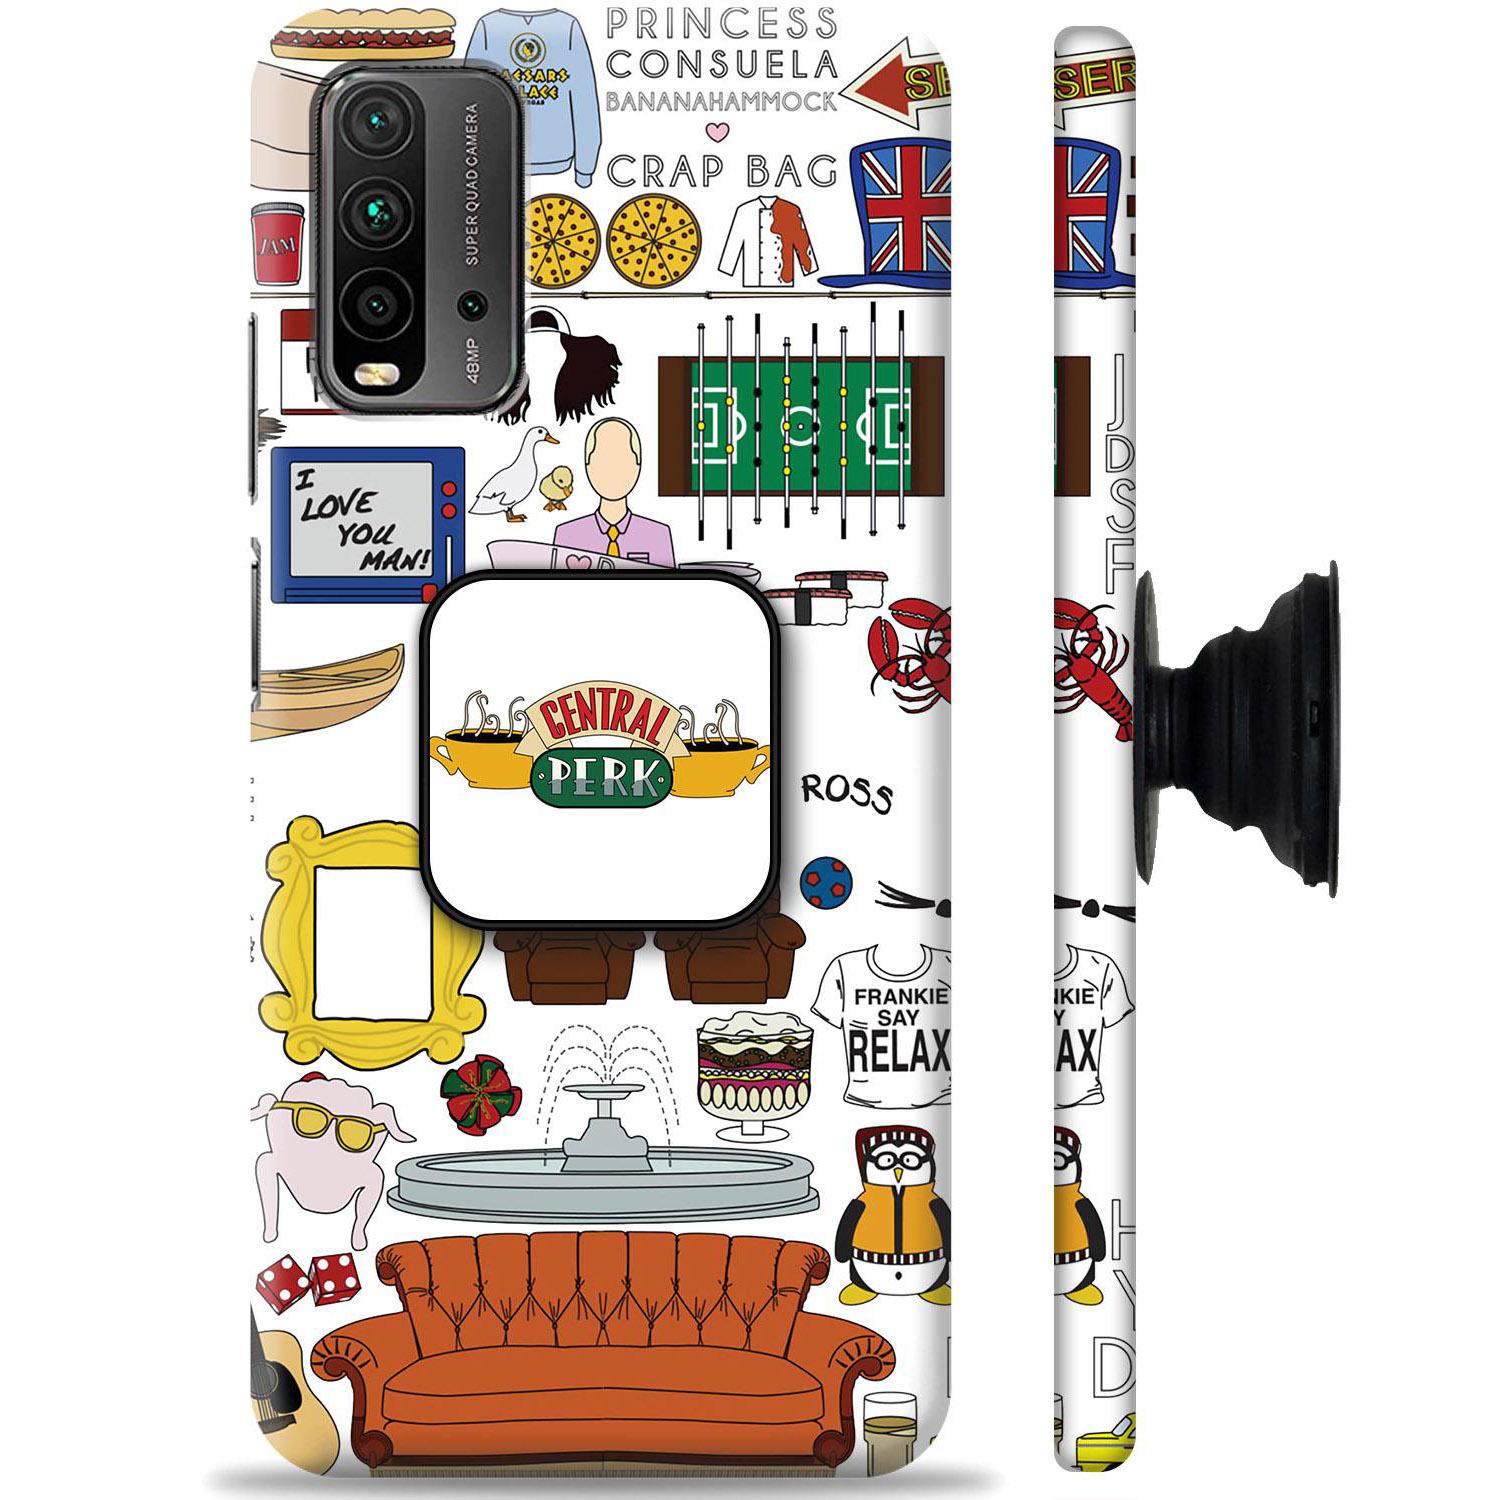 PRINCESS
CONSUELA
BANANAHAMMOCK
CRAP BAG
SUPER QUAD CAMERA
48MP
JAM
I
LOVE
YOU
MAN!
CENTRAL
PERK
ROSS
FRANKIE
SAY
RELAX